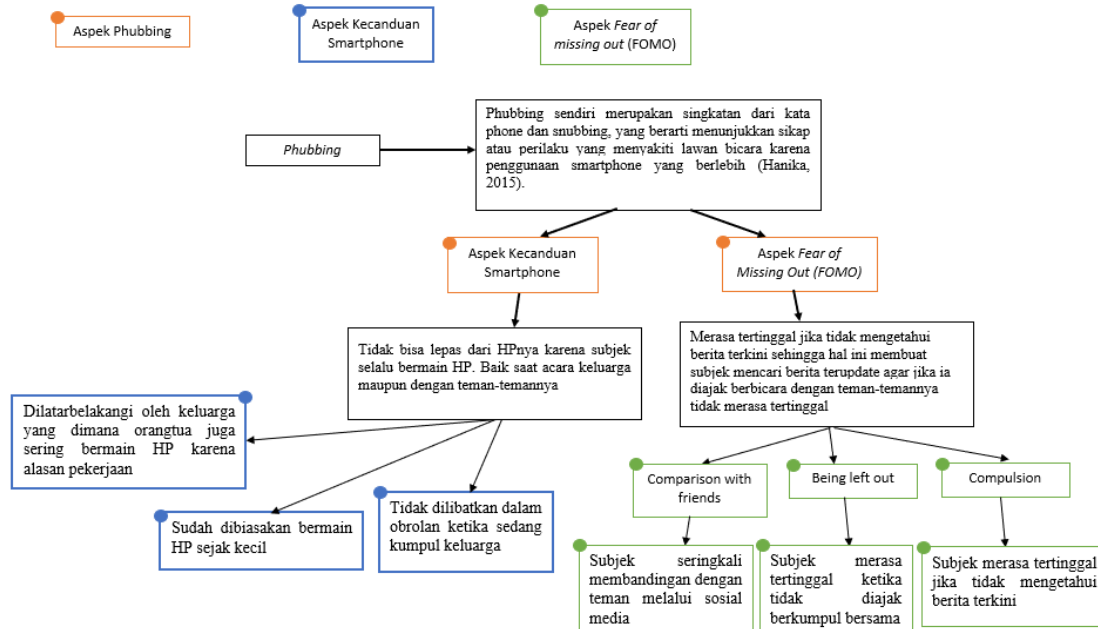 Aspek Phubbing
Aspek Kecanduan
Smartphone
Aspek Fear of
missing out (FOMO)
Phubbing
Phubbing sendiri merupakan singkatan dari kata
phone dan snubbing, yang berarti menunjukkan sikap
atau perilaku yang menyakiti lawan bicara karena
penggunaan smartphone yang berlebih (Hanika,
2015).
Aspek Kecanduan
Smartphone
Aspek Fear of
Missing Out (FOMO)
Tidak bisa lepas dari HPnya karena subjek
selalu bermain HP. Baik saat acara keluarga
maupun dengan teman-temannya
Merasa tertinggal jika tidak mengetahui
berita terkini sehingga hal ini membuat
subjek mencari berita terupdate agar jika ia
diajak berbicara dengan teman-temannya
tidak merasa tertinggal
Dilatarbelakangi oleh keluarga
yang dimana orangtua juga
sering bermain HP karena
alasan pekerjaan
Sudah dibiasakan bermain
HP sejak kecil
Tidak dilibatkan dalam
obrolan ketika sedang
kumpul keluarga
Comparison with
friends
Being left out
Compulsion
Subjek seringkali
membandingan dengan
teman melalui sosial
media
Subjek merasa
tertinggal ketika
tidak diajak
berkumpul bersama
Subjek merasa tertinggal
jika tidak mengetahui
berita terkini